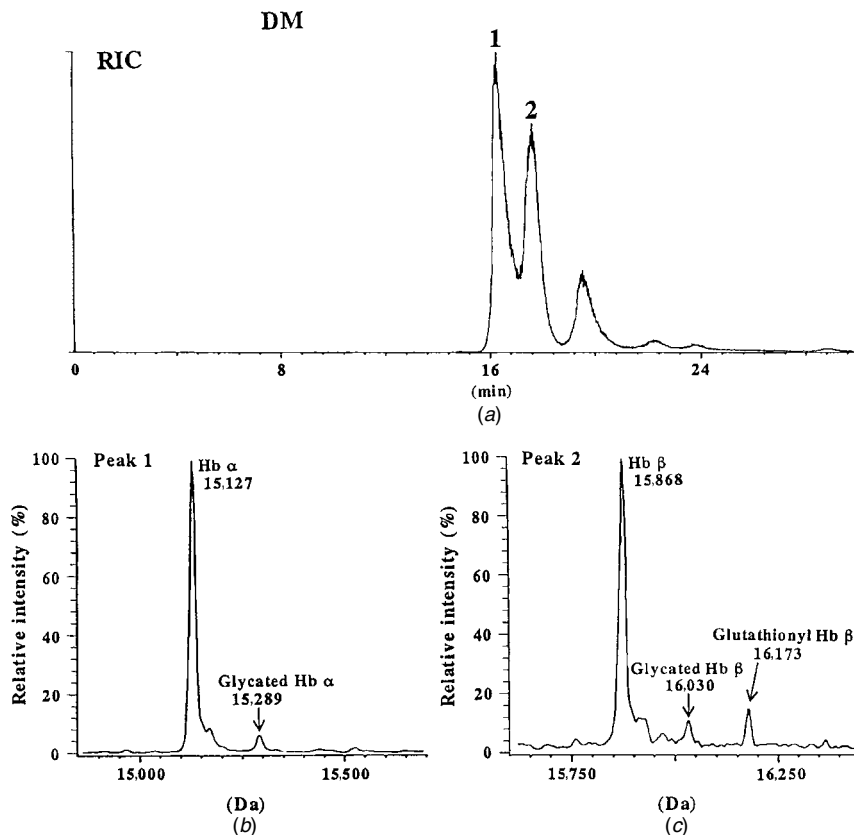 DM
RIC
1
2
0
8
16
24
(min)
(a)
Peak 1
Relative intensity (%)
100
80
60
40
20
0
Hb α
15,127
Glycated Hb α
15,289
15,000
15,500
(Da)
(b)
Peak 2
Relative intensity (%)
100
80
60
40
20
0
Hb β
15,868
Glutathionyl Hb β
16,173
Glycated Hb β
16,030
15,750
16,250
(Da)
(c)